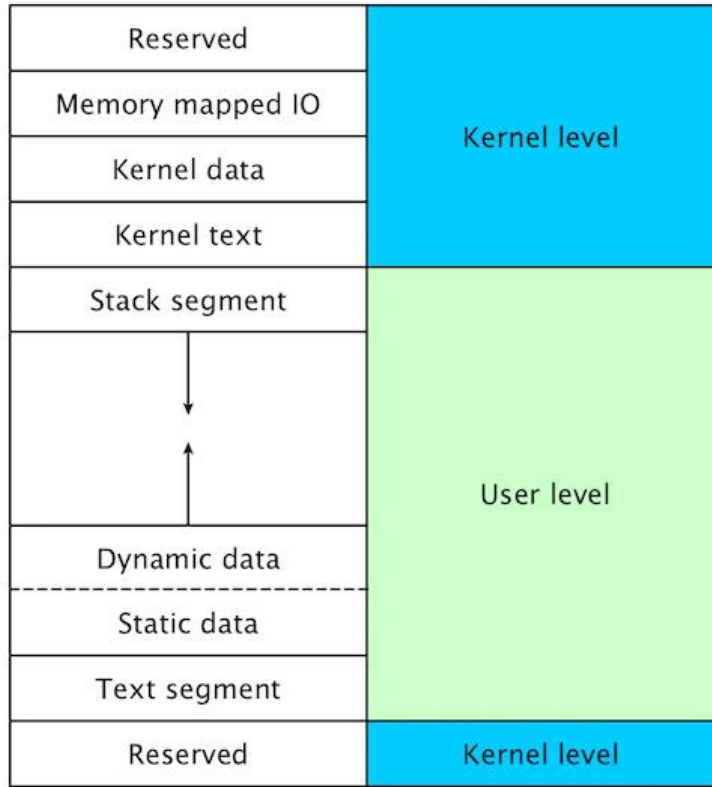 Reserved
Memory mapped IO
Kernel data
Kernel text
Stack segment
Dynamic data
Static data
Text segment
Reserved
Kernel level
User level
Kernel level